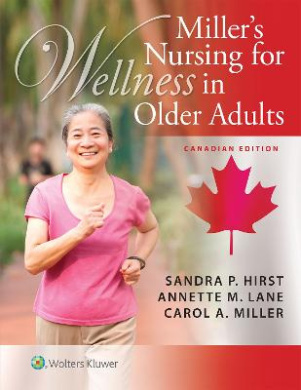 Miller's
Nursing for
Wellness in
Older Adults
CANADIAN EDITION
SANDRA P. HIRST
ANNETTE M. LANE
CAROL A. MILLER
Wolters Kluwer